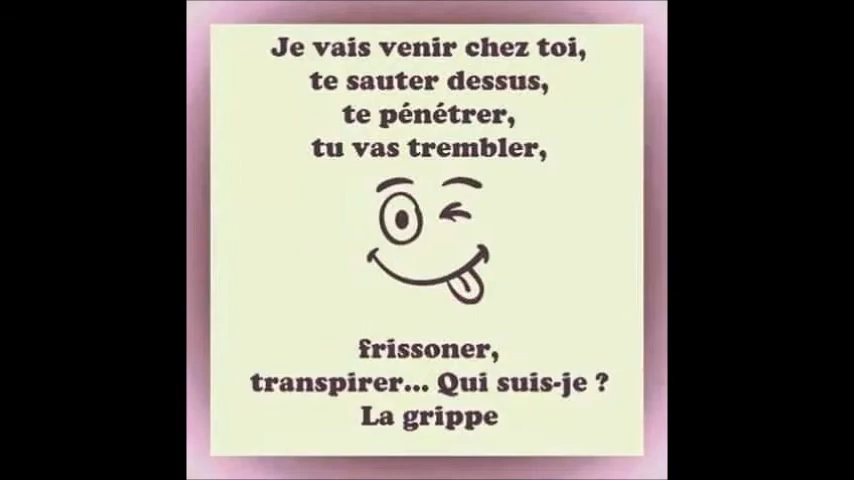 Je vais venir chez toi,
te sauter dessus,
te pénétrer,
tu vas trembler,
frissoner,
transpirer... Qui suis-je ?
La grippe